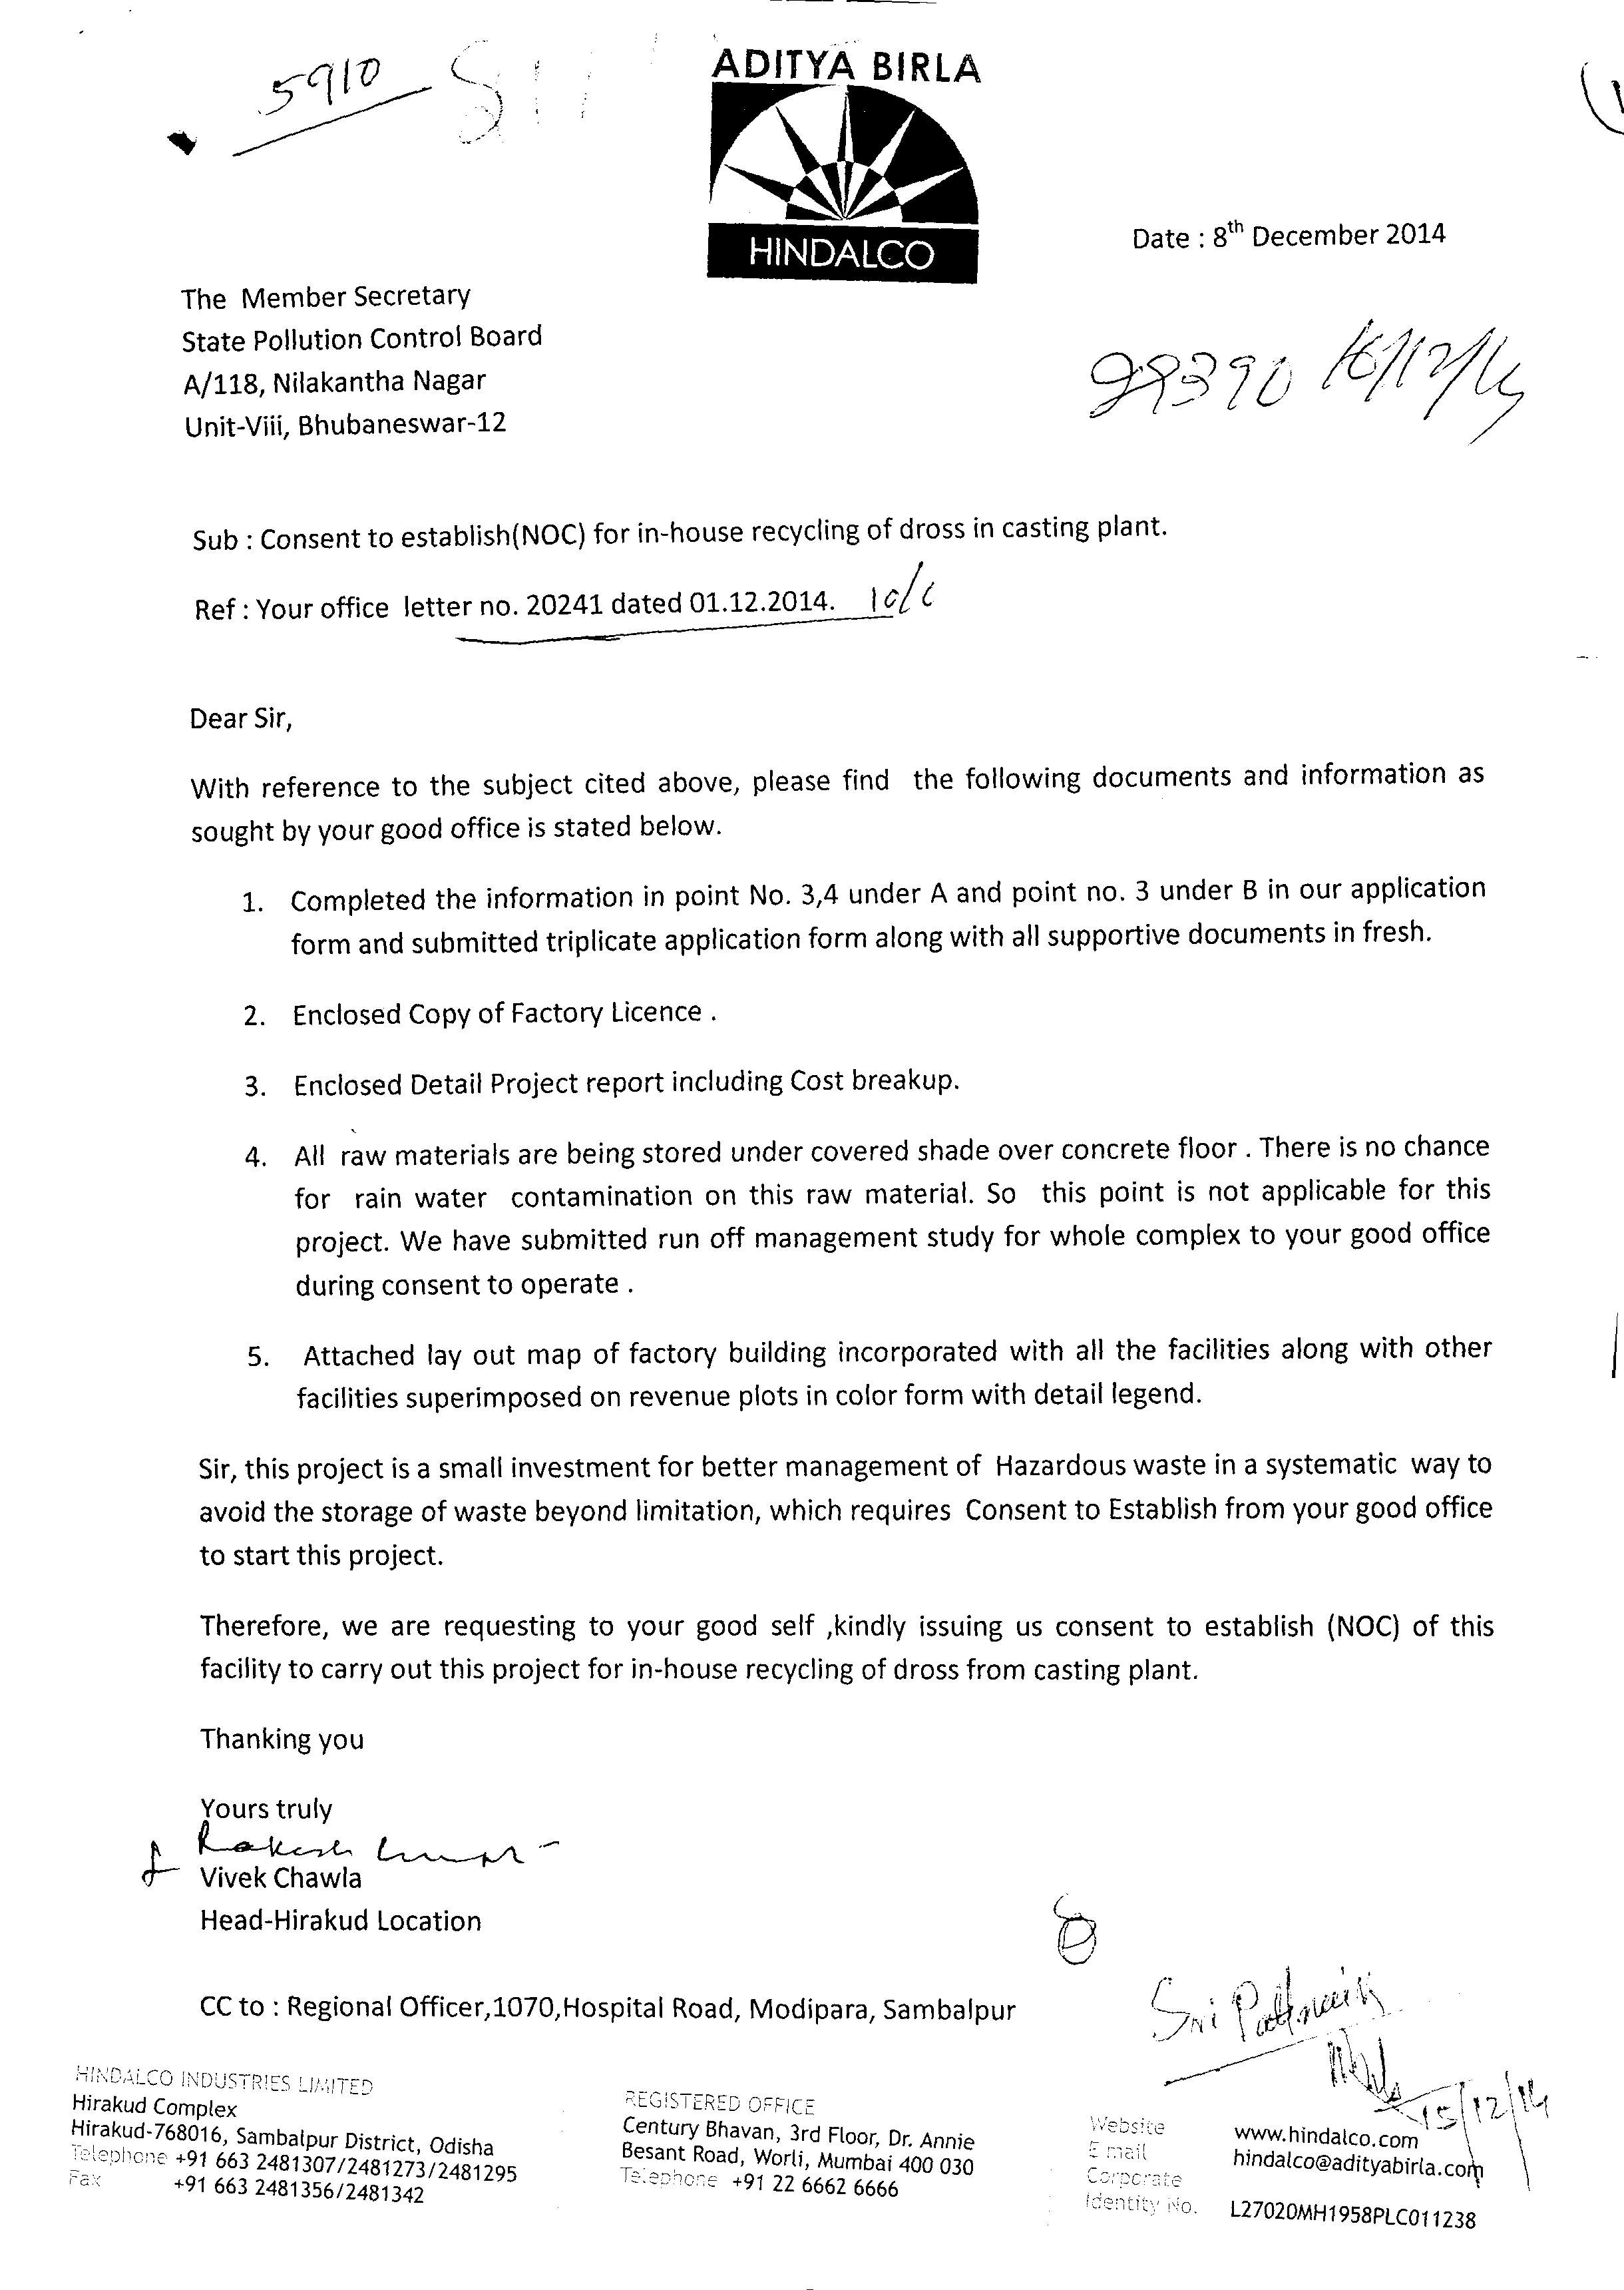 5910
ADITYA BIRLA
HINDALCO
Date : 8th December 2014
The Member Secretary
State Pollution Control Board
A/118, Nilakantha Nagar
Unit-Viii, Bhubaneswar-12
Sub : Consent to establish(NOC) for in-house recycling of dross in casting plant.
Ref : Your office letter no. 20241 dated 01.12.2014.
Dear Sir,
With reference to the subject cited above, please find the following documents and information as
sought by your good office is stated below.
1. Completed the information in point No. 3,4 under A and point no. 3 under B in our application
form and submitted triplicate application form along with all supportive documents in fresh.
2. Enclosed Copy of Factory Licence .
3. Enclosed Detail Project report including Cost breakup.
4. All raw materials are being stored under covered shade over concrete floor . There is no chance
for rain water contamination on this raw material. So this point is not applicable for this
project. We have submitted run off management study for whole complex to your good office
during consent to operate .
5. Attached lay out map of factory building incorporated with all the facilities along with other
facilities superimposed on revenue plots in color form with detail legend.
Sir, this project is a small investment for better management of Hazardous waste in a systematic way to
avoid the storage of waste beyond limitation, which requires Consent to Establish from your good office
to start this project.
Therefore, we are requesting to your good self ,kindly issuing us consent to establish (NOC) of this
facility to carry out this project for in-house recycling of dross from casting plant.
Thanking you
Yours truly
Rakesh Kumar
Vivek Chawla
Head-Hirakud Location
CC to : Regional Officer,1070,Hospital Road, Modipara, Sambalpur
Sri Pattnaik
15/12/14
HINDALCO INDUSTRIES LIMITED
Hirakud Complex
Hirakud-768016, Sambalpur District, Odisha
Telephone +91 663 2481307/2481273/2481295
Fax +91 663 2481356/2481342
REGISTERED OFFICE
Century Bhavan, 3rd Floor, Dr. Annie
Besant Road, Worli, Mumbai 400 030
Telephone +91 22 6662 6666
Website www.hindalco.com
E mail hindalco@adityabirla.com
Corporate
Identity No. L27020MH1958PLC011238